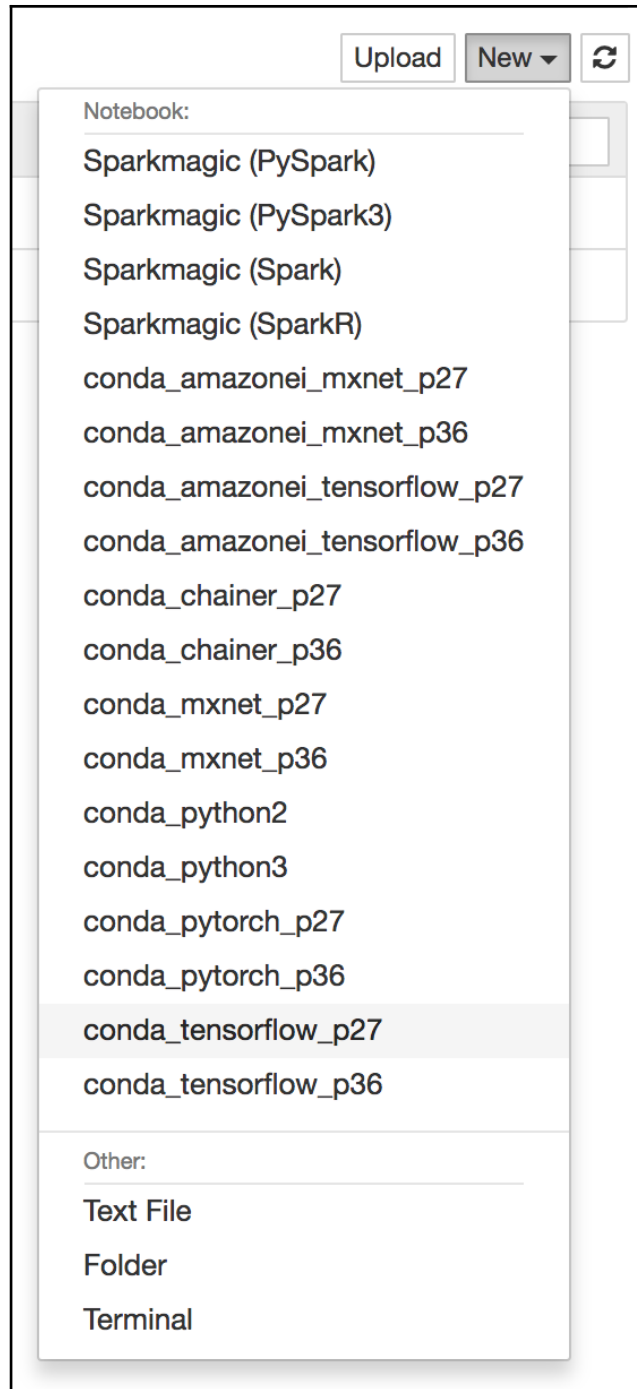 Upload New
Notebook:
Sparkmagic (PySpark)
Sparkmagic (PySpark3)
Sparkmagic (Spark)
Sparkmagic (SparkR)
conda_amazonei_mxnet_p27
conda_amazonei_mxnet_p36
conda_amazonei_tensorflow_p27
conda_amazonei_tensorflow_p36
conda_chainer_p27
conda_chainer_p36
conda_mxnet_p27
conda_mxnet_p36
conda_python2
conda_python3
conda_pytorch_p27
conda_pytorch_p36
conda_tensorflow_p27
conda_tensorflow_p36
Other:
Text File
Folder
Terminal